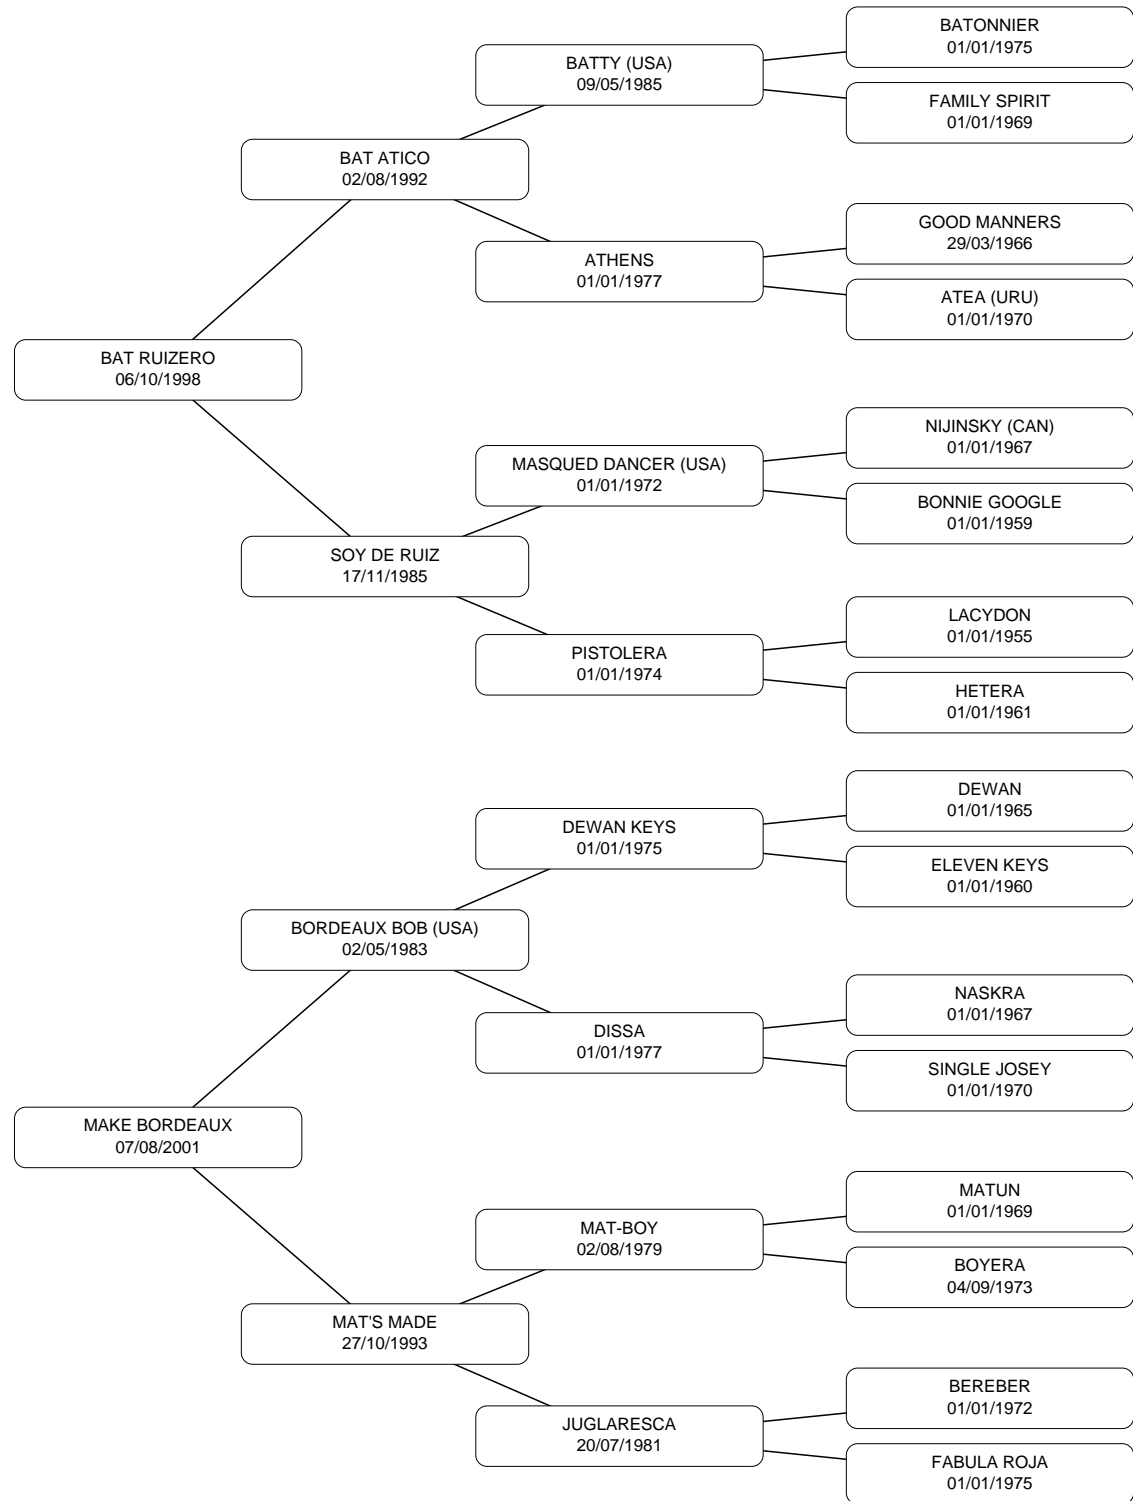 BATONNIER
01/01/1975
BATTY (USA)
09/05/1985
FAMILY SPIRIT
01/01/1969
BAT ATICO
02/08/1992
GOOD MANNERS
29/03/1966
ATHENS
01/01/1977
ATEA (URU)
01/01/1970
BAT RUIZERO
06/10/1998
NIJINSKY (CAN)
01/01/1967
MASQUED DANCER (USA)
01/01/1972
BONNIE GOOGLE
01/01/1959
SOY DE RUIZ
17/11/1985
LACYDON
01/01/1955
PISTOLERA
01/01/1974
HETERA
01/01/1961
DEWAN
01/01/1965
DEWAN KEYS
01/01/1975
ELEVEN KEYS
01/01/1960
BORDEAUX BOB (USA)
02/05/1983
NASKRA
01/01/1967
DISSA
01/01/1977
SINGLE JOSEY
01/01/1970
MAKE BORDEAUX
07/08/2001
MATUN
01/01/1969
MAT-BOY
02/08/1979
BOYERA
04/09/1973
MAT'S MADE
27/10/1993
BEREBER
01/01/1972
JUGLARESCA
20/07/1981
FABULA ROJA
01/01/1975